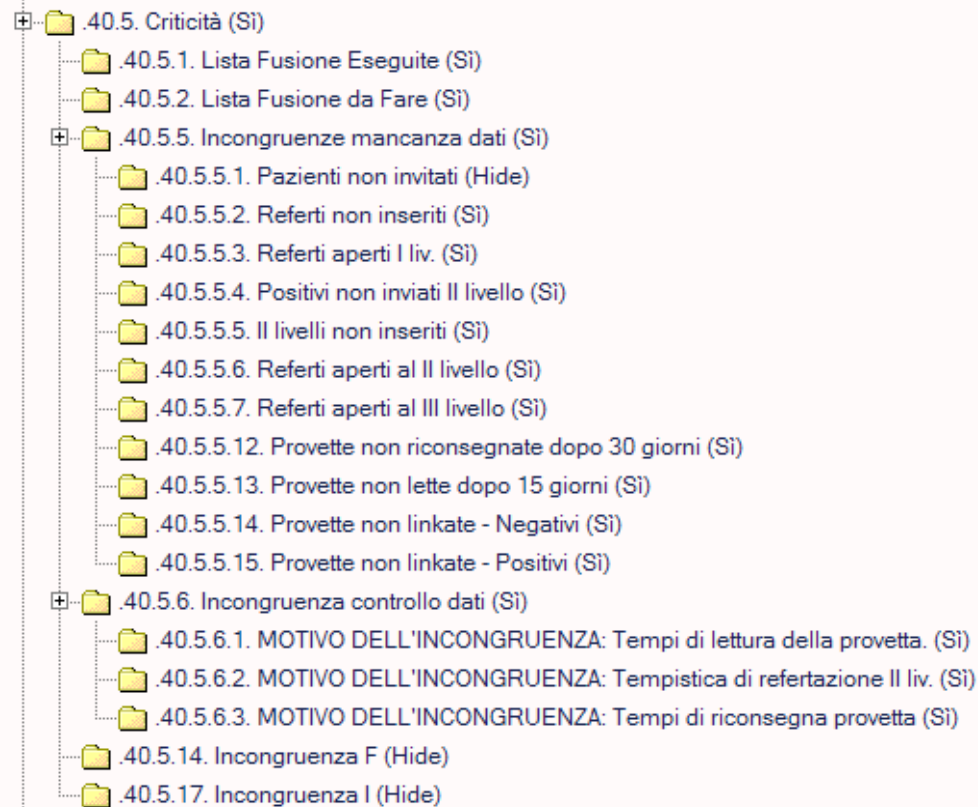 .40.5. Criticità (Sì)
.40.5.1. Lista Fusione Eseguite (Sì)
.40.5.2. Lista Fusione da Fare (Sì)
.40.5.5. Incongruenze mancanza dati (Sì)
.40.5.5.1. Pazienti non invitati (Hide)
.40.5.5.2. Referti non inseriti (Sì)
.40.5.5.3. Referti aperti I liv. (Sì)
.40.5.5.4. Positivi non inviati II livello (Sì)
.40.5.5.5. II livelli non inseriti (Sì)
.40.5.5.6. Referti aperti al II livello (Sì)
.40.5.5.7. Referti aperti al III livello (Sì)
.40.5.5.12. Provette non riconsegnate dopo 30 giorni (Sì)
.40.5.5.13. Provette non lette dopo 15 giorni (Sì)
.40.5.5.14. Provette non linkate - Negativi (Sì)
.40.5.5.15. Provette non linkate - Positivi (Sì)
.40.5.6. Incongruenza controllo dati (Sì)
.40.5.6.1. MOTIVO DELL'INCONGRUENZA: Tempi di lettura della provetta. (Sì)
.40.5.6.2. MOTIVO DELL'INCONGRUENZA: Tempistica di refertazione II liv. (Sì)
.40.5.6.3. MOTIVO DELL'INCONGRUENZA: Tempi di riconsegna provetta (Sì)
.40.5.14. Incongruenza F (Hide)
.40.5.17. Incongruenza I (Hide)